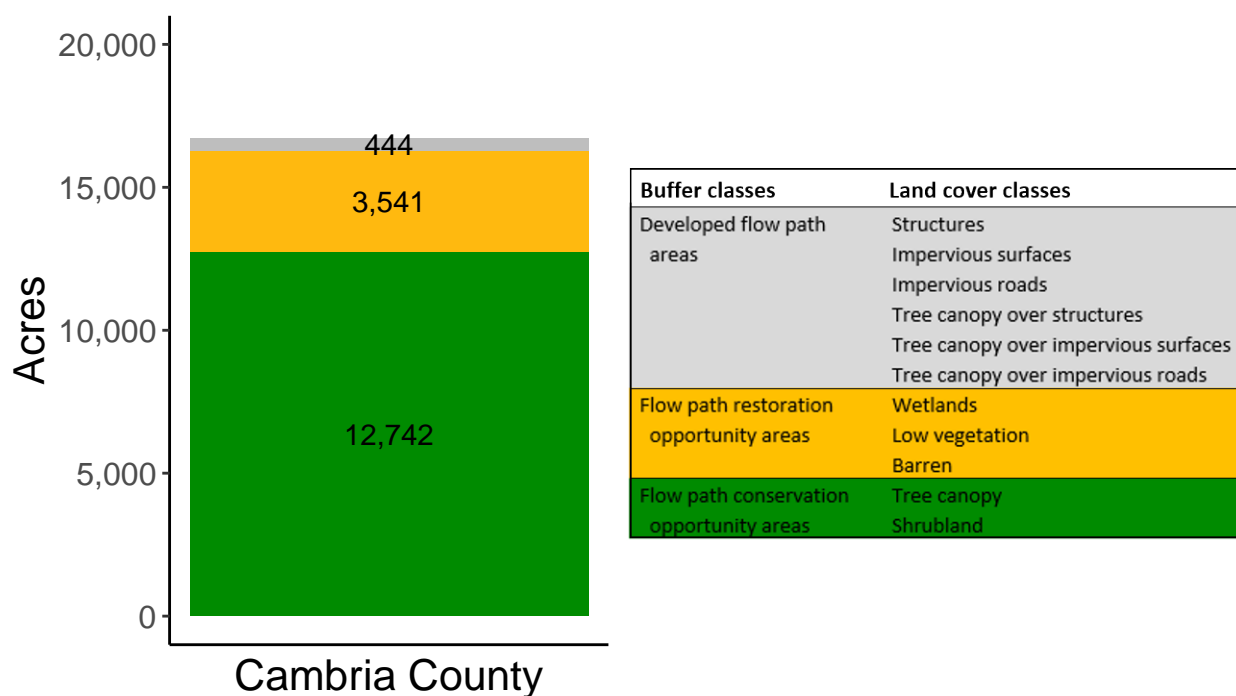 20,000
15,000
10,000
5,000
0
Acres
444
3,541
12,742
Cambria County
Buffer classes Land cover classes
Developed flow path Structures
areas Impervious surfaces
Impervious roads
Tree canopy over structures
Tree canopy over impervious surfaces
Tree canopy over impervious roads
Flow path restoration Wetlands
opportunity areas Low vegetation
Barren
Flow path conservation Tree canopy
opportunity areas Shrubland